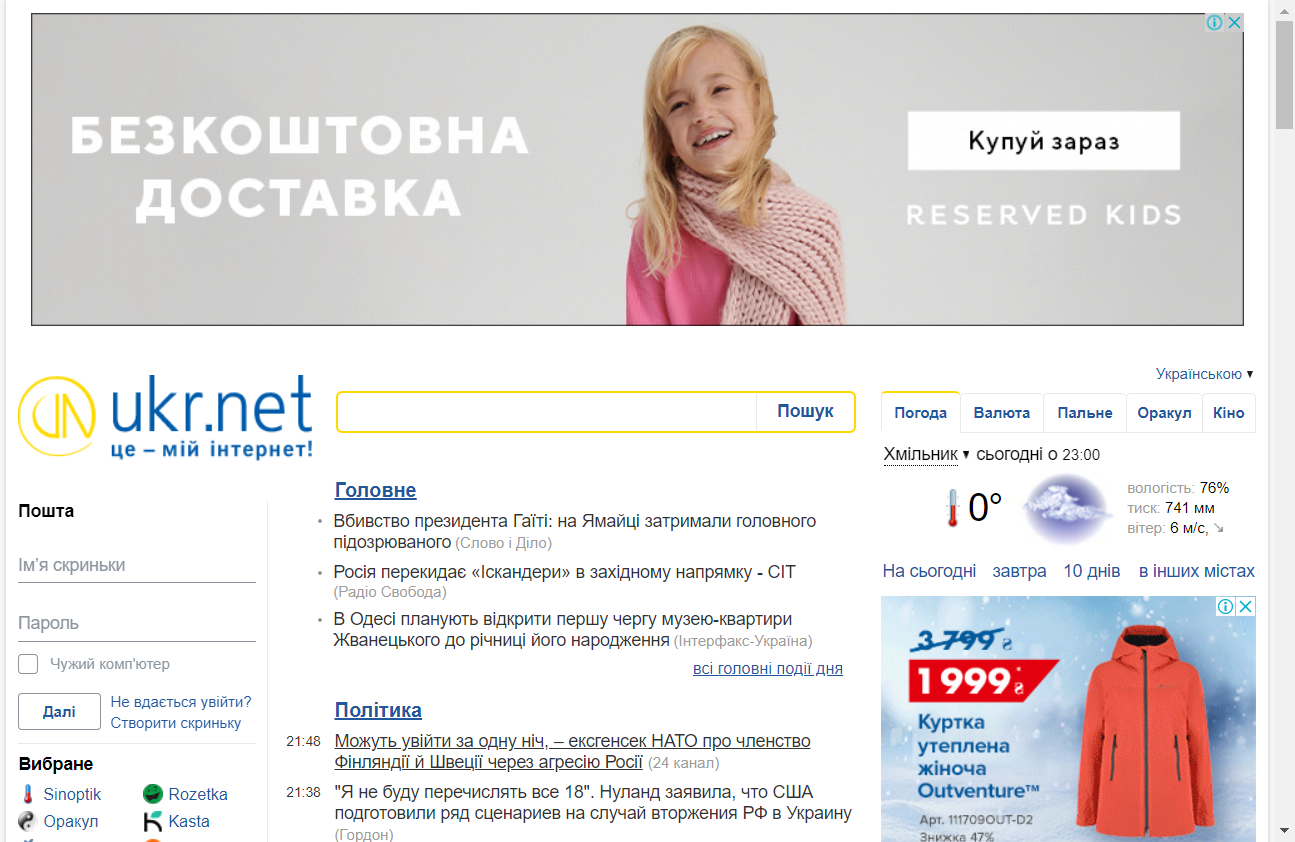 БЕЗКОШТОВНА
ДОСТАВКА
Купуй зараз
RESERVED KIDS
ukr.net
це – мій інтернет!
Пошук
Українською
Погода
Валюта
Пальне
Оракул
Кіно
Хмільник сьогодні о 23:00
0°
вологість: 76%
тиск: 741 мм
вітер: 6 м/с,
На сьогодні завтра 10 днів в інших містах
Пошта
Ім'я скриньки
Пароль
Чужий комп'ютер
Далі
Не вдається увійти?
Створити скриньку
Вибране
Sinoptik
Rozetka
Оракул
Kasta
Головне
Вбивство президента Гаїті: на Ямайці затримали головного
підозрюваного (Слово і Діло)
Росія перекидає «Іскандери» в західному напрямку - CIT
(Радіо Свобода)
В Одесі планують відкрити першу чергу музею-квартири
Жванецького до річниці його народження (Інтерфакс-Україна)
всі головні події дня
Політика
21:48 Можуть увійти за одну ніч, – ексгенсек НАТО про членство
Фінляндії й Швеції через агресію Росії (24 канал)
21:38 "Я не буду перечислять все 18". Нуланд заявила, что США
подготовили ряд сценариев на случай вторжения РФ в Украину
(Гордон)
3 799 ₴
1 999 ₴*
Куртка
утеплена
жіноча
Outventure™
Арт. 111709OUT-D2
Знижка 47%